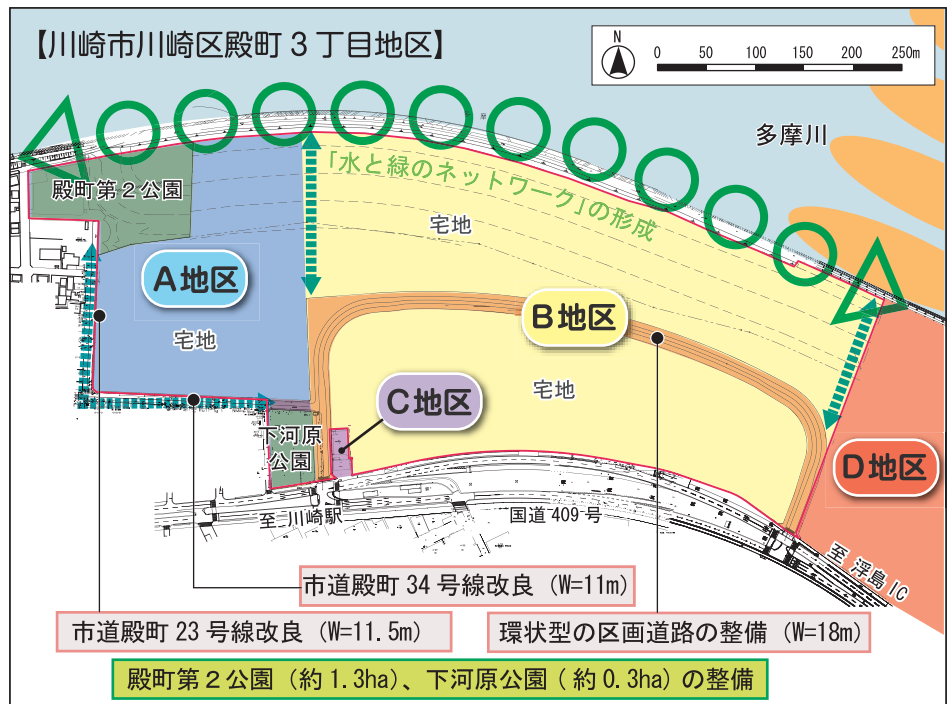 【川崎市川崎区殿町3丁目地区】
N
0 50 100 150 200 250m
多摩川
殿町第2公園
「水と緑のネットワーク」の形成
宅地
A地区
宅地
B地区
宅地
C地区
下河原
公園
D地区
至 川崎駅
国道409号
至 浮島IC
市道殿町34号線改良(W=11m)
市道殿町23号線改良(W=11.5m)
環状型の区画道路の整備(W=18m)
殿町第2公園(約1.3ha)、下河原公園(約0.3ha)の整備